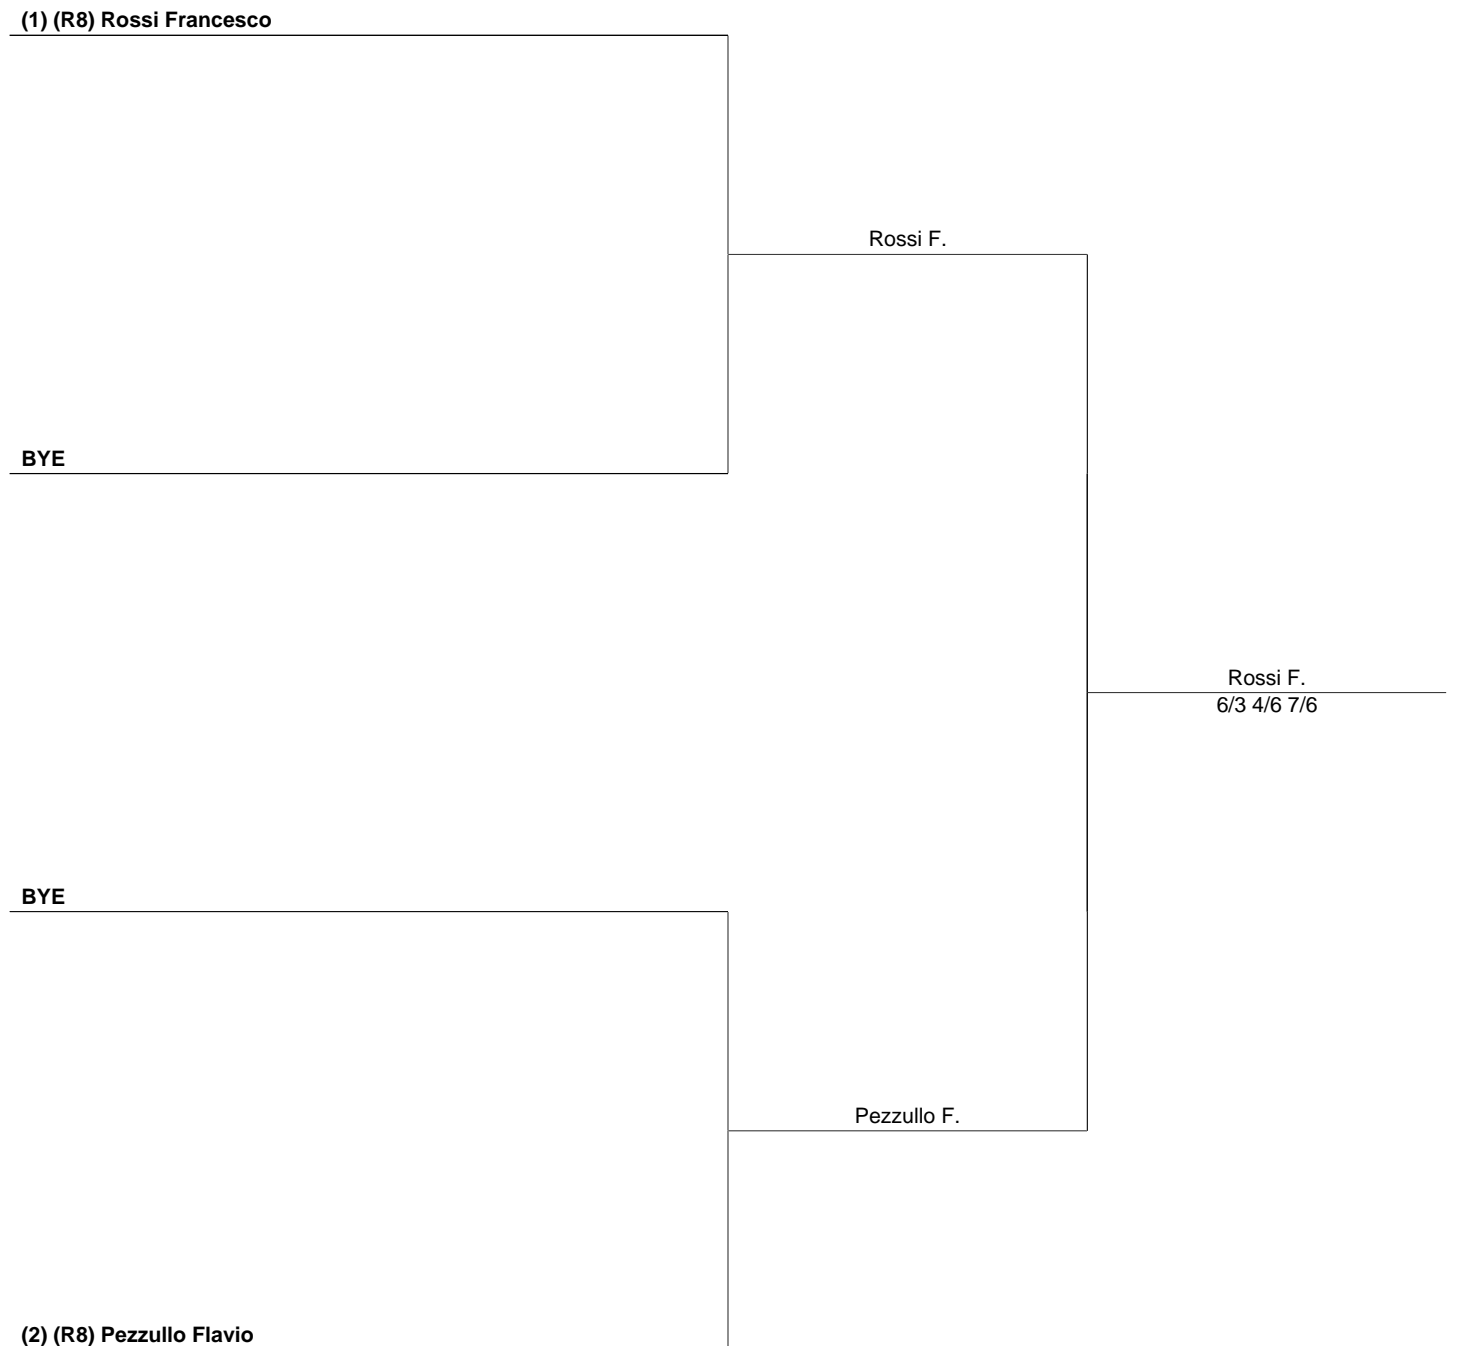 (1) (R8) Rossi Francesco
Rossi F.
BYE
Rossi F.
6/3 4/6 7/6
BYE
Pezzullo F.
(2) (R8) Pezzullo Flavio